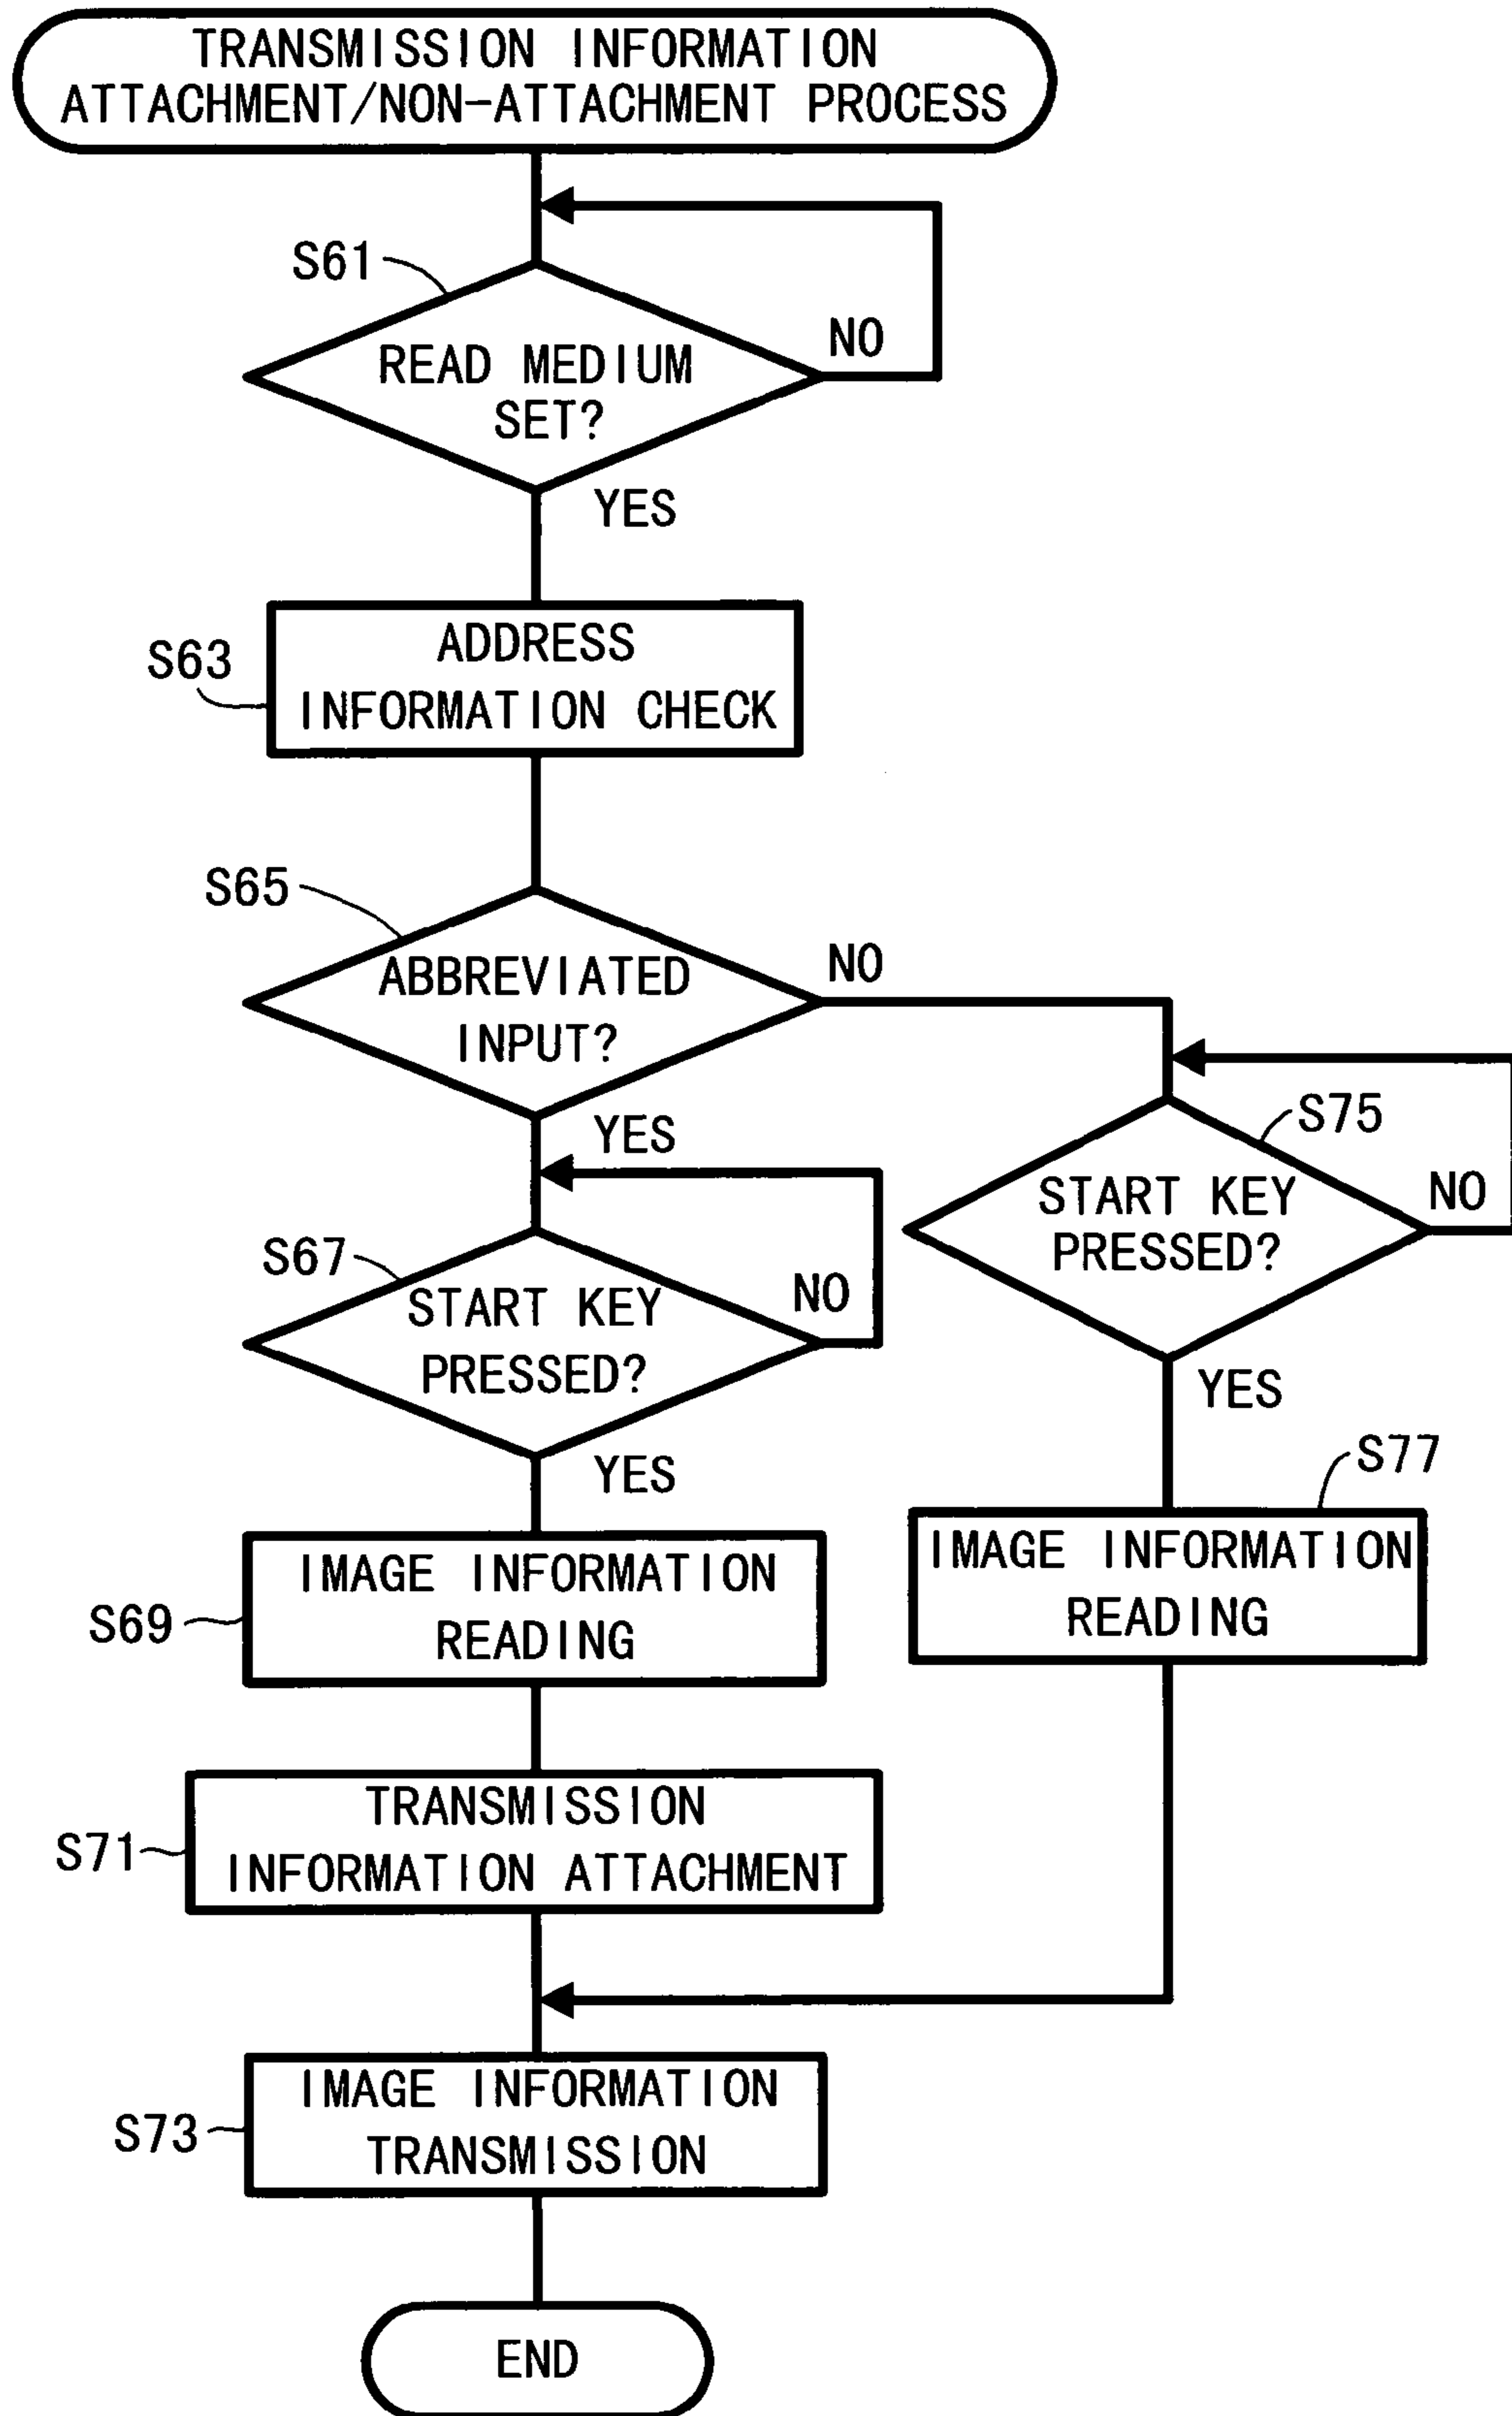 TRANSMISSION INFORMATION
ATTACHMENT/NON-ATTACHMENT PROCESS
S61
READ MEDIUM
SET?
NO
YES
S63
ADDRESS
INFORMATION CHECK
S65
ABBREVIATED
INPUT?
NO
YES
S67
START KEY
PRESSED?
NO
YES
S75
START KEY
PRESSED?
NO
YES
S69
IMAGE INFORMATION
READING
S77
IMAGE INFORMATION
READING
S71
TRANSMISSION
INFORMATION ATTACHMENT
S73
IMAGE INFORMATION
TRANSMISSION
END